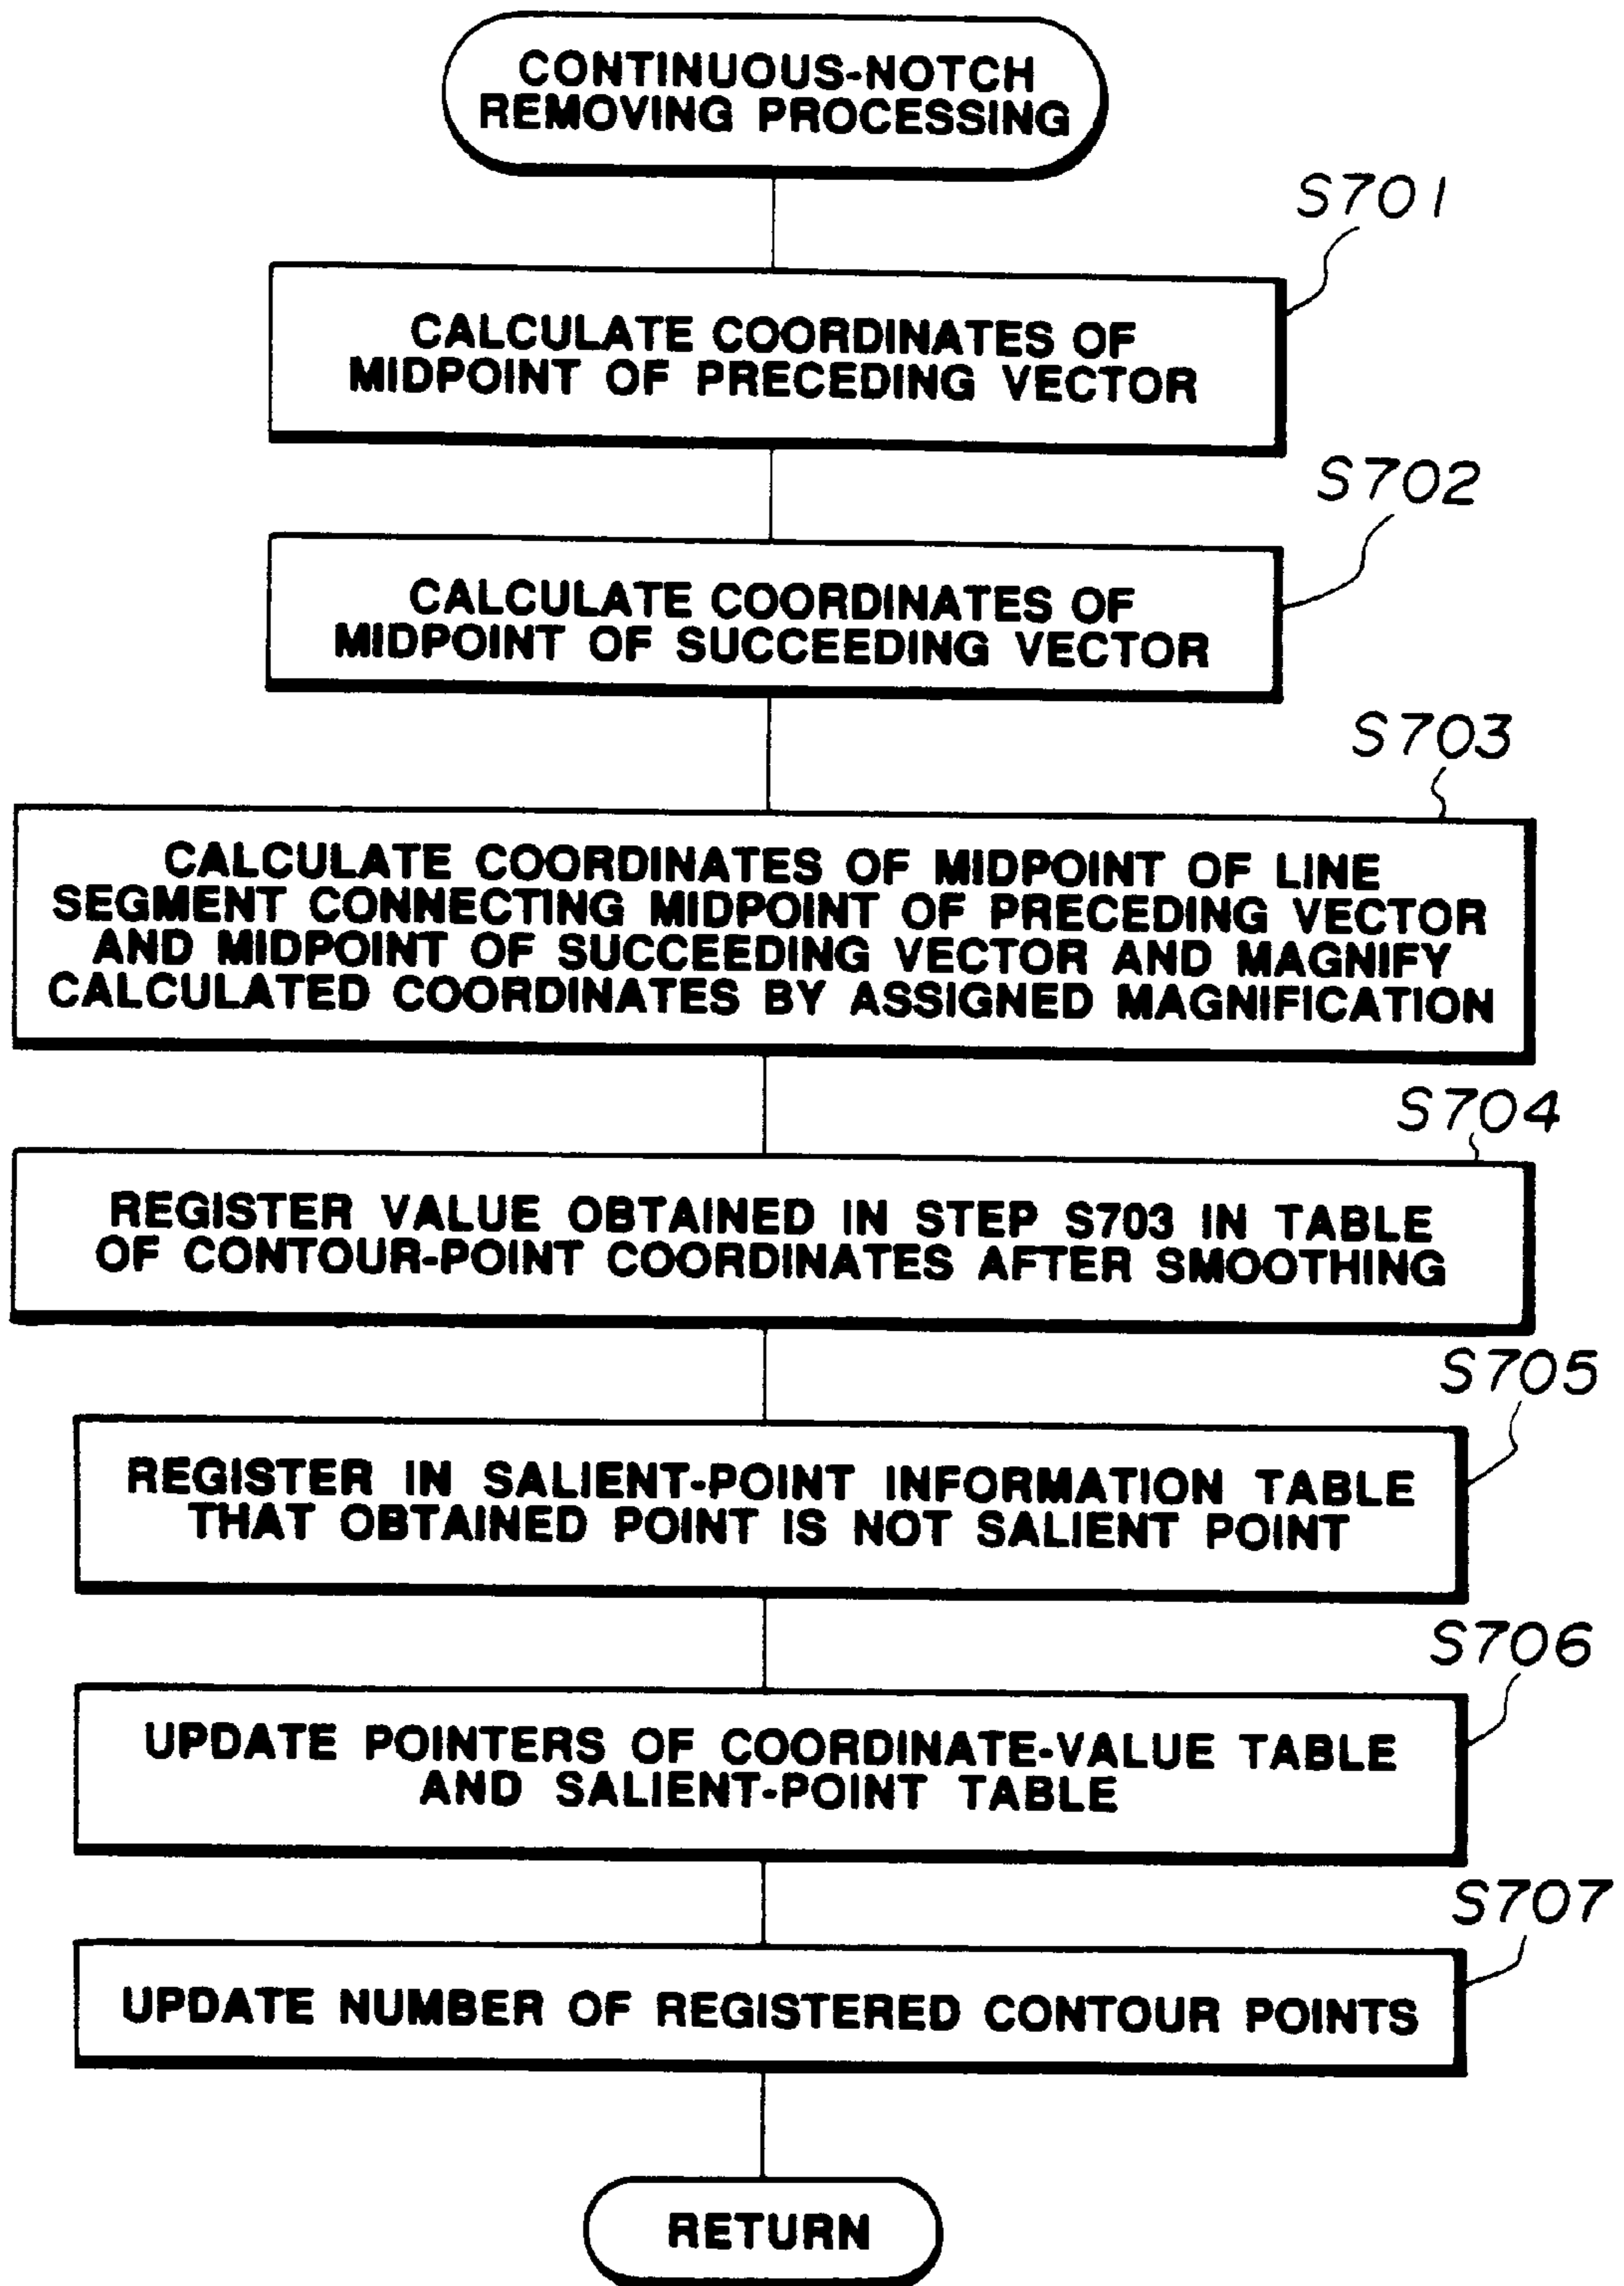 CONTINUOUS-NOTCH
REMOVING PROCESSING
S701
CALCULATE COORDINATES OF
MIDPOINT OF PRECEDING VECTOR
S702
CALCULATE COORDINATES OF
MIDPOINT OF SUCCEEDING VECTOR
S703
CALCULATE COORDINATES OF MIDPOINT OF LINE
SEGMENT CONNECTING MIDPOINT OF PRECEDING VECTOR
AND MIDPOINT OF SUCCEEDING VECTOR AND MAGNIFY
CALCULATED COORDINATES BY ASSIGNED MAGNIFICATION
S704
REGISTER VALUE OBTAINED IN STEP S703 IN TABLE
OF CONTOUR-POINT COORDINATES AFTER SMOOTHING
S705
REGISTER IN SALIENT-POINT INFORMATION TABLE
THAT OBTAINED POINT IS NOT SALIENT POINT
S706
UPDATE POINTERS OF COORDINATE-VALUE TABLE
AND SALIENT-POINT TABLE
S707
UPDATE NUMBER OF REGISTERED CONTOUR POINTS
RETURN